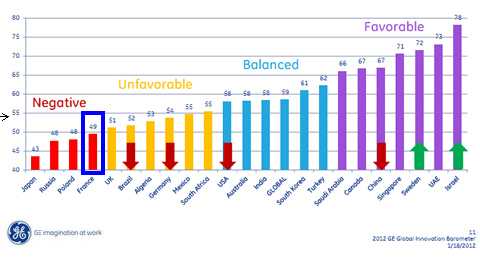 80
75
70
65
60
55
50
45
40
Negative
Unfavorable
Balanced
Favorable
43
48
48
49
51
52
53
54
55
55
58
58
58
59
61
62
66
67
67
71
72
73
78
Japan
Russia
Poland
France
UK
Brazil
Algeria
Germany
Mexico
South Africa
USA
Australia
India
GLOBAL
South Korea
Turkey
Saudi Arabia
Canada
China
Singapore
Sweden
UAE
Israel
GE imagination at work
11
2012 GE Global Innovation Barometer
1/18/2012